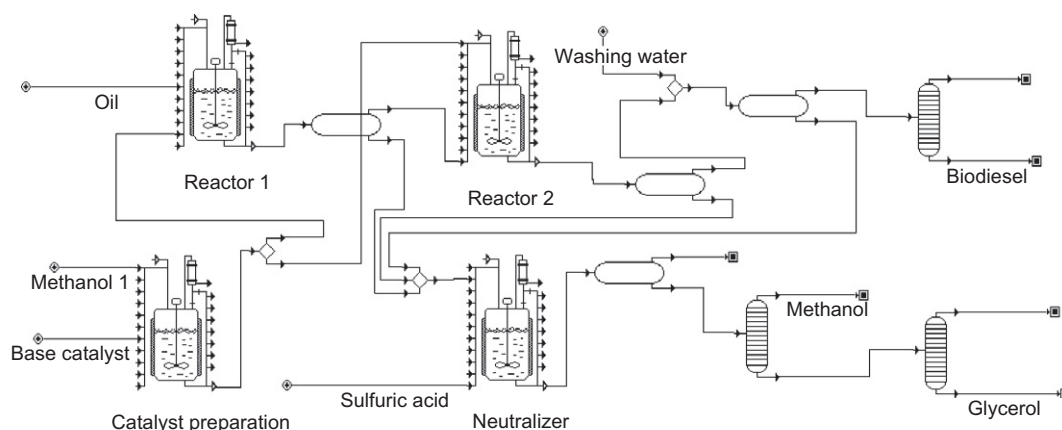 Washing water
Oil
Reactor 1
Reactor 2
Biodiesel
Methanol 1
Methanol
Base catalyst
Sulfuric acid
Glycerol
Catalyst preparation
Neutralizer